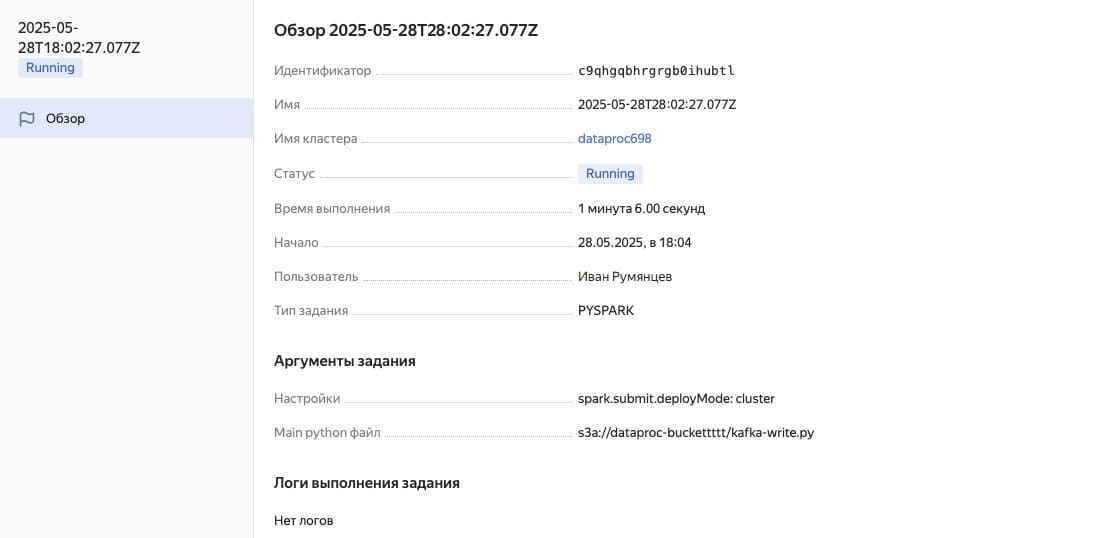 2025-05-
28T18:02:27.077Z
Running
Обзор
Обзор 2025-05-28T28:02:27.077Z
Идентификатор c9qhgqbhrgrgb0ihubtl
Имя 2025-05-28T28:02:27.077Z
Имя кластера dataproc698
Статус Running
Время выполнения 1 минута 6.00 секунд
Начало 28.05.2025, в 18:04
Пользователь Иван Румянцев
Тип задания PYSPARK
Аргументы задания
Настройки spark.submit.deployMode: cluster
Main python файл s3a://dataproc-bucketttttt/kafka-write.py
Логи выполнения задания
Нет логов